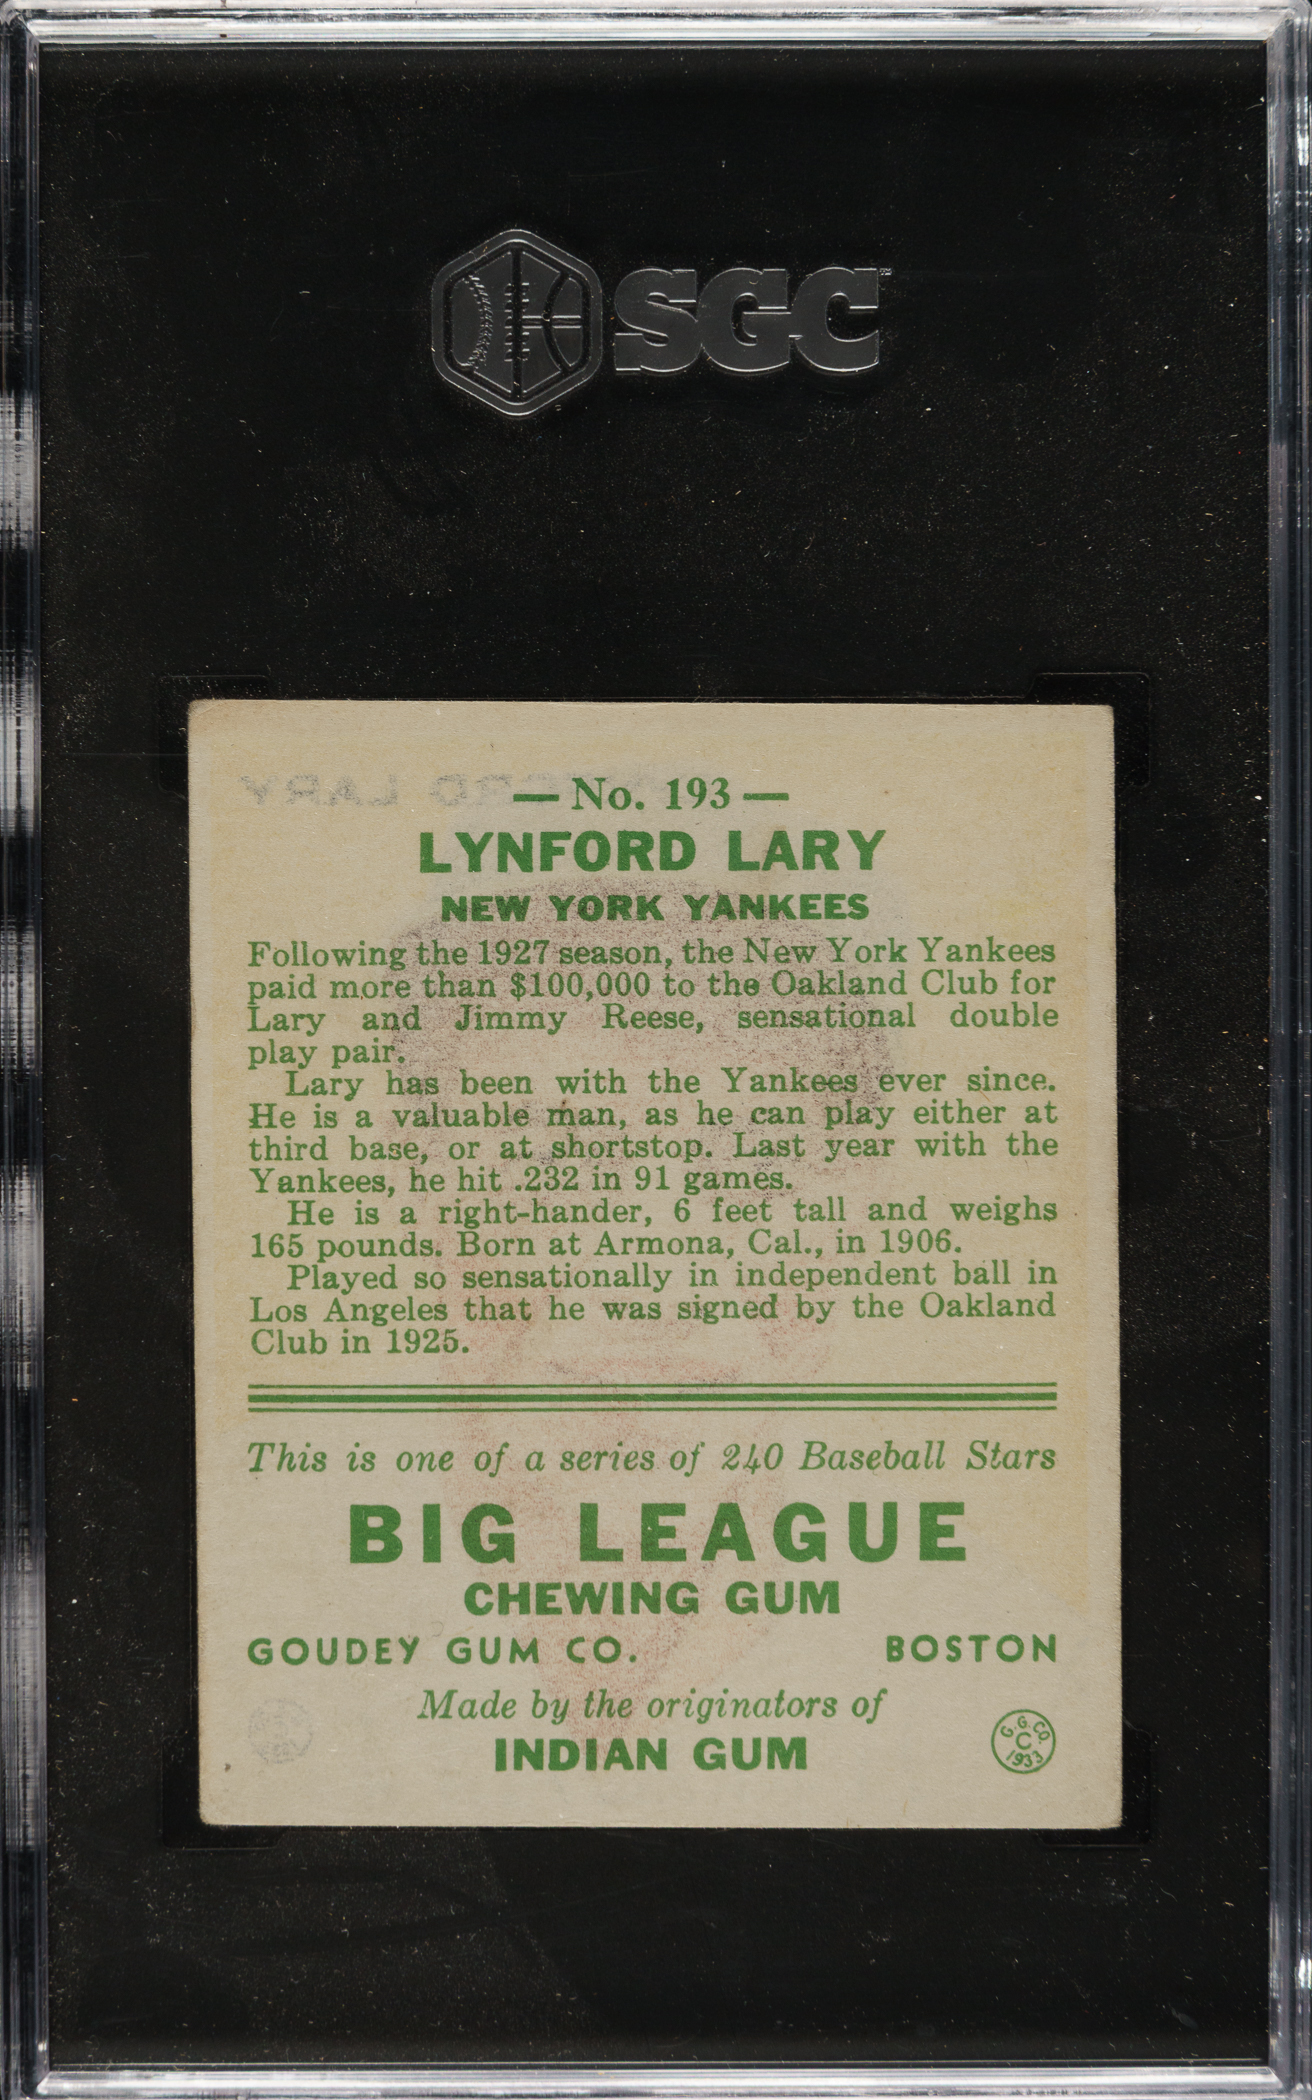 SGC
— No. 193 —
LYNFORD LARY
NEW YORK YANKEES
Following the 1927 season, the New York Yankees
paid more than $100,000 to the Oakland Club for
Lary and Jimmy Reese, sensational double
play pair.
Lary has been with the Yankees ever since.
He is a valuable man, as he can play either at
third base, or at shortstop. Last year with the
Yankees, he hit .232 in 91 games.
He is a right-hander, 6 feet tall and weighs
165 pounds. Born at Armona, Cal., in 1906.
Played so sensationally in independent ball in
Los Angeles that he was signed by the Oakland
Club in 1925.
This is one of a series of 240 Baseball Stars
BIG LEAGUE
CHEWING GUM
GOUDEY GUM CO. BOSTON
Made by the originators of
INDIAN GUM
G. G. CO.
C
1933